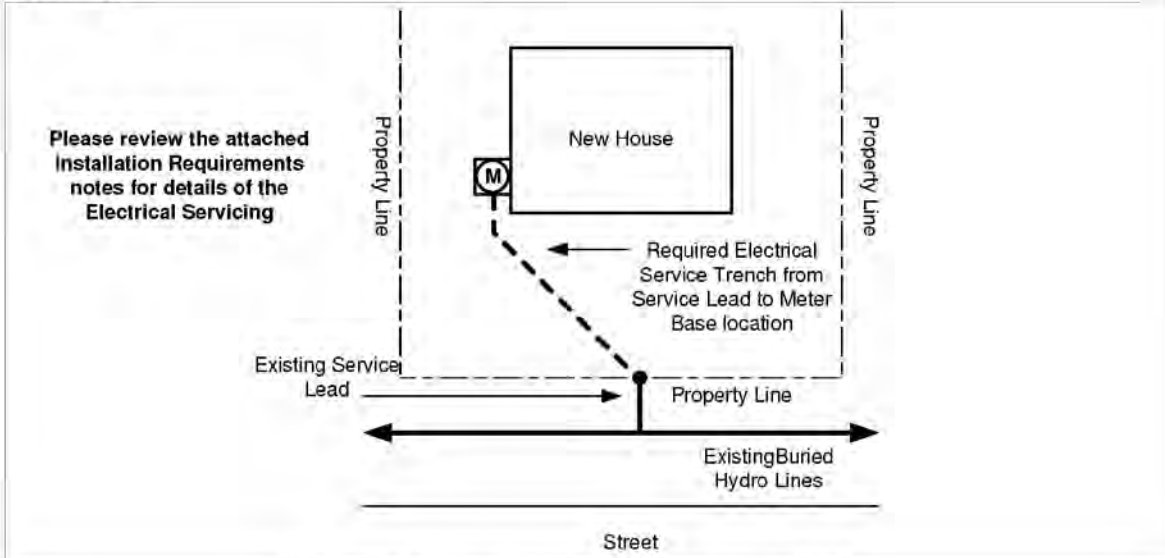 Please review the attached
Installation Requirements
notes for details of the
Electrical Servicing
Property Line
New House
Property Line
M
Required Electrical
Service Trench from
Service Lead to Meter
Base location
Existing Service
Lead
Property Line
ExistingBuried
Hydro Lines
Street